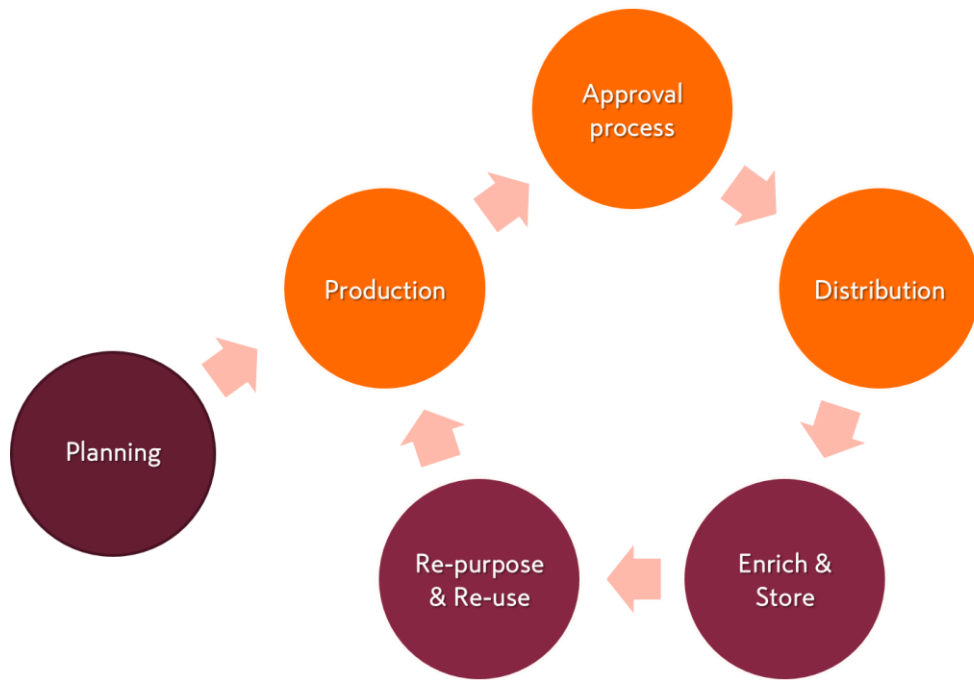 Approval
process
Production
Distribution
Planning
Re-purpose
& Re-use
Enrich &
Store